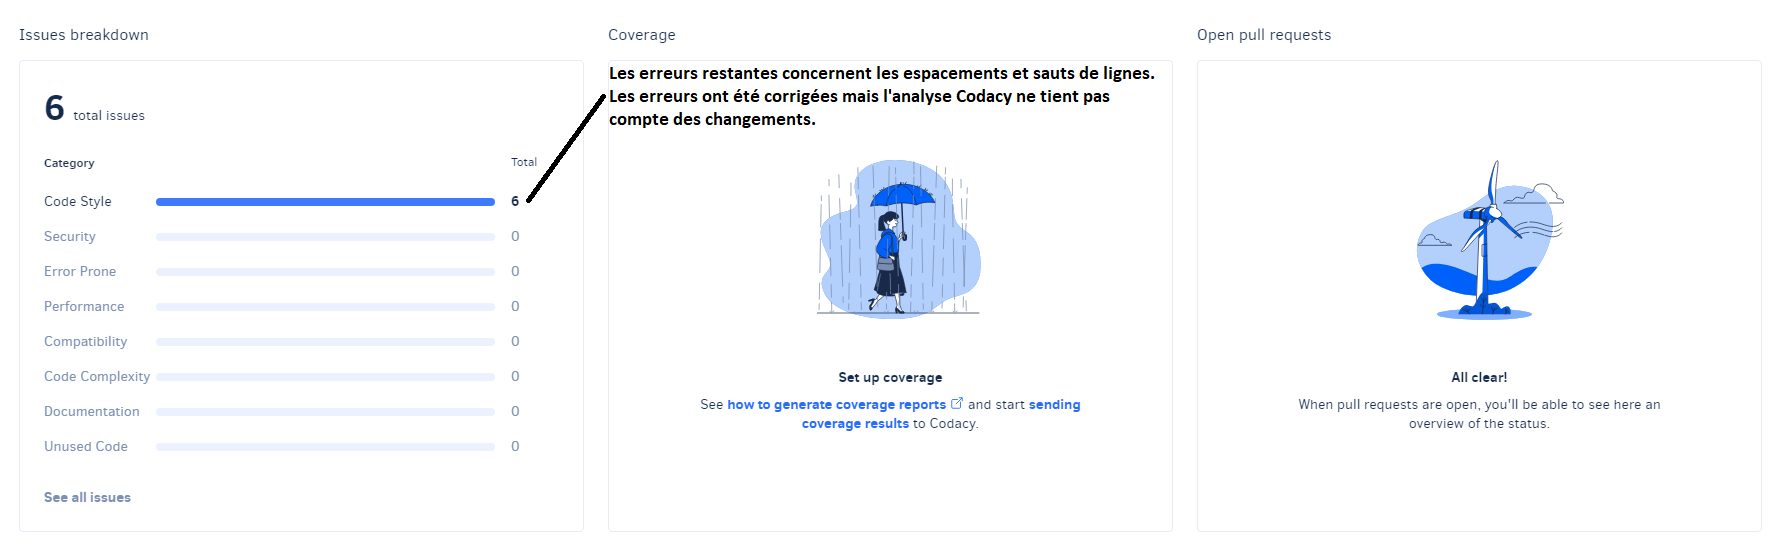 Issues breakdown
6 total issues
Category Total
Code Style 6
Security 0
Error Prone 0
Performance 0
Compatibility 0
Code Complexity 0
Documentation 0
Unused Code 0
See all issues
Coverage
Les erreurs restantes concernent les espacements et sauts de lignes.
Les erreurs ont été corrigées mais l'analyse Codacy ne tient pas
compte des changements.
Set up coverage
See how to generate coverage reports and start sending
coverage results to Codacy.
Open pull requests
All clear!
When pull requests are open, you'll be able to see here an
overview of the status.